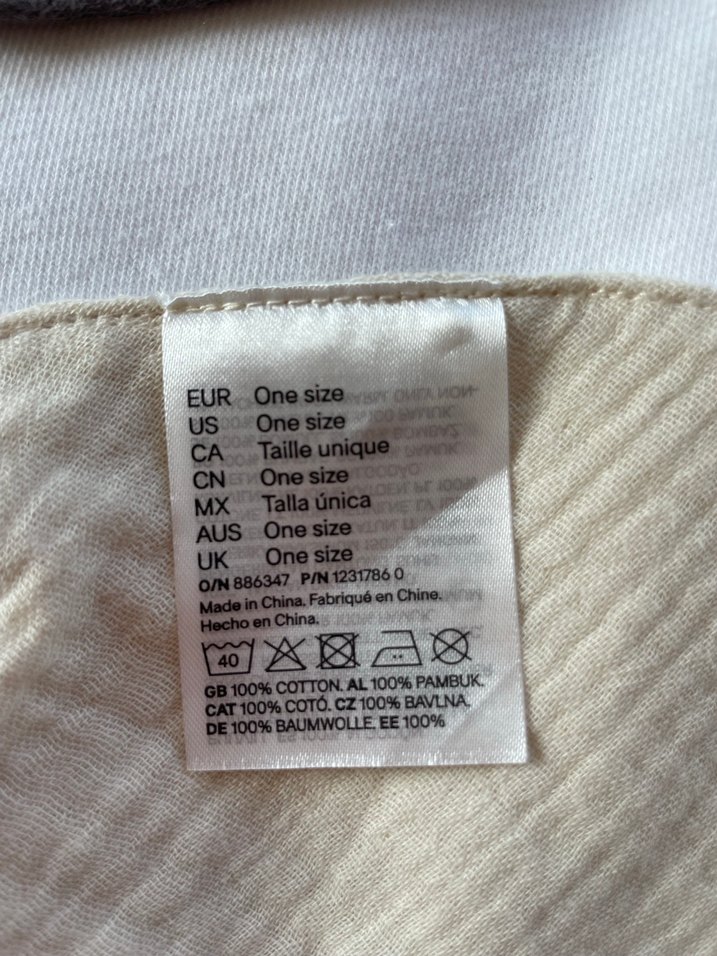 EUR One size
US One size
CA Taille unique
CN One size
MX Talla única
AUS One size
UK One size
O/N 886347 P/N 1231786 0
Made in China. Fabriqué en Chine.
Hecho en China.
40
GB 100% COTTON. AL 100% PAMBUK.
CAT 100% COTÓ. CZ 100% BAVLNA.
DE 100% BAUMWOLLE. EE 100%